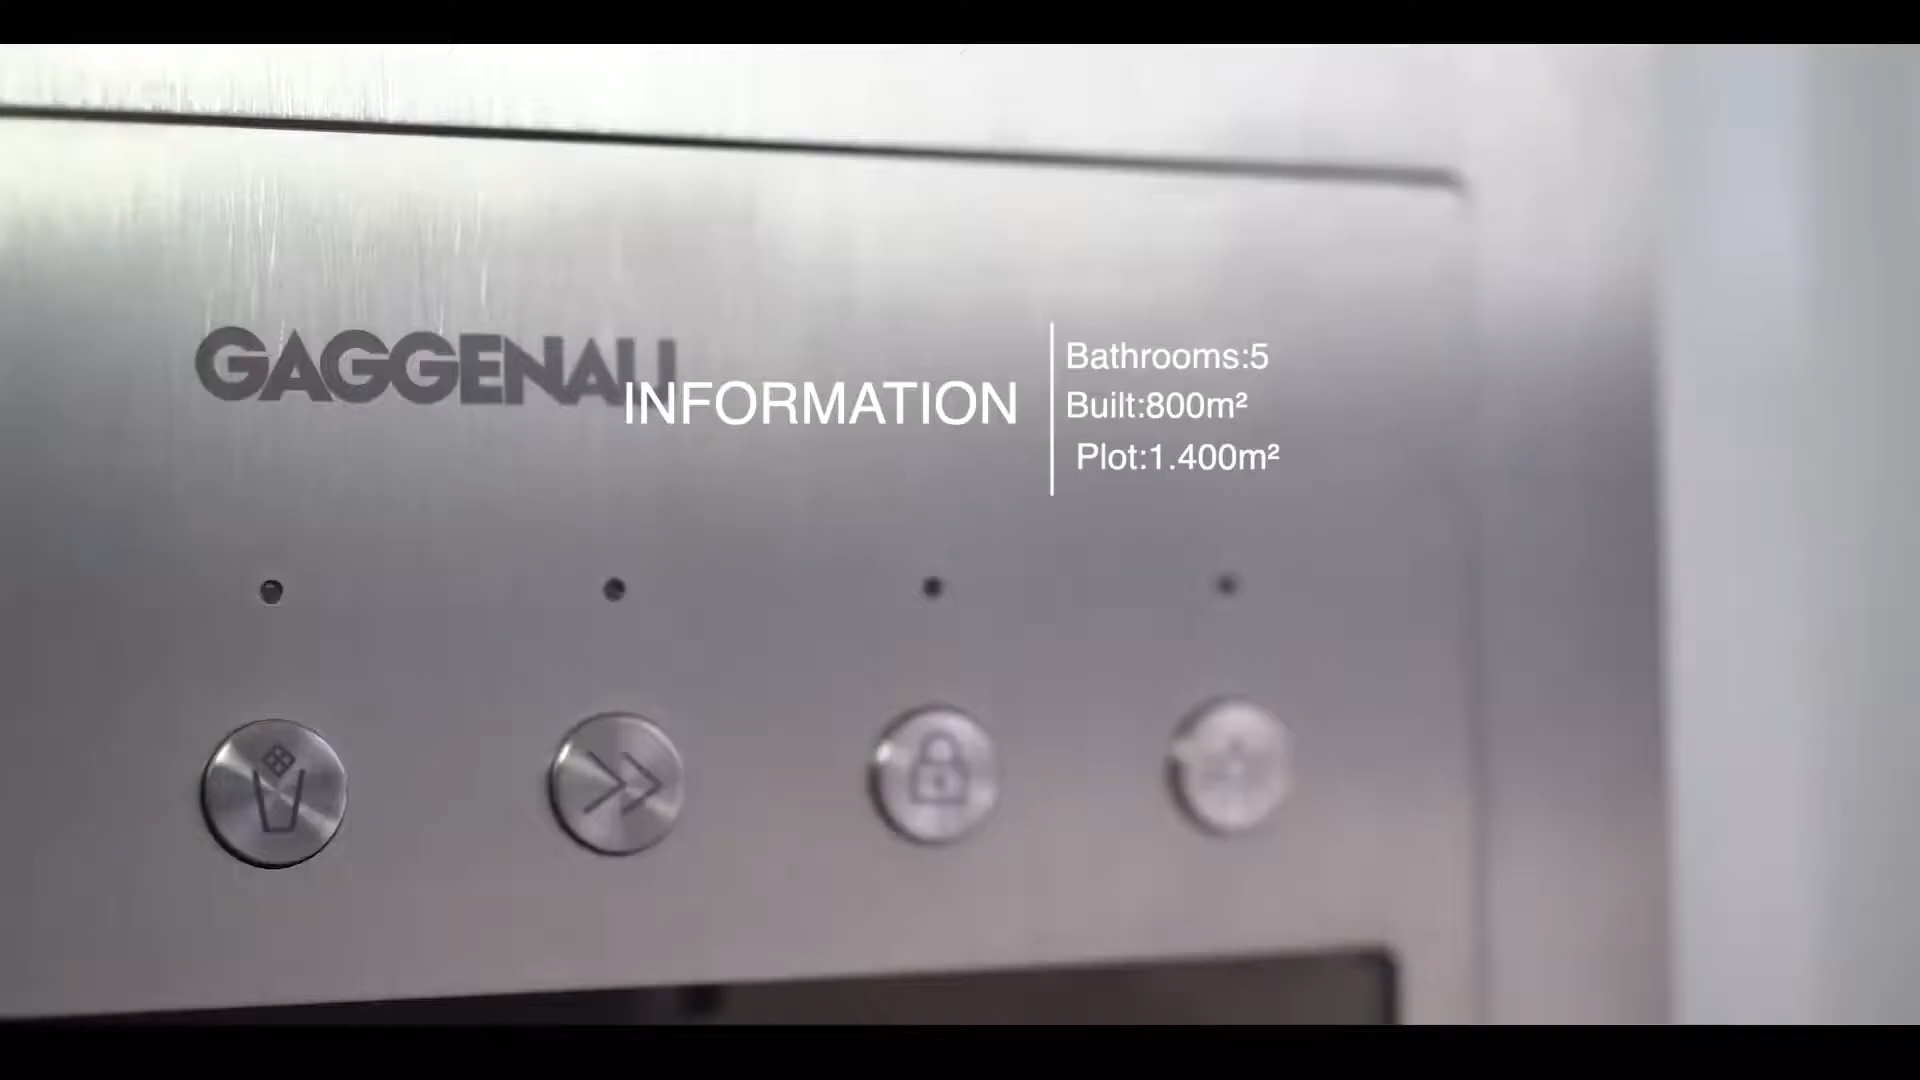 GAGGENAU
INFORMATION
Bathrooms:5
Built:800m²
Plot:1.400m²